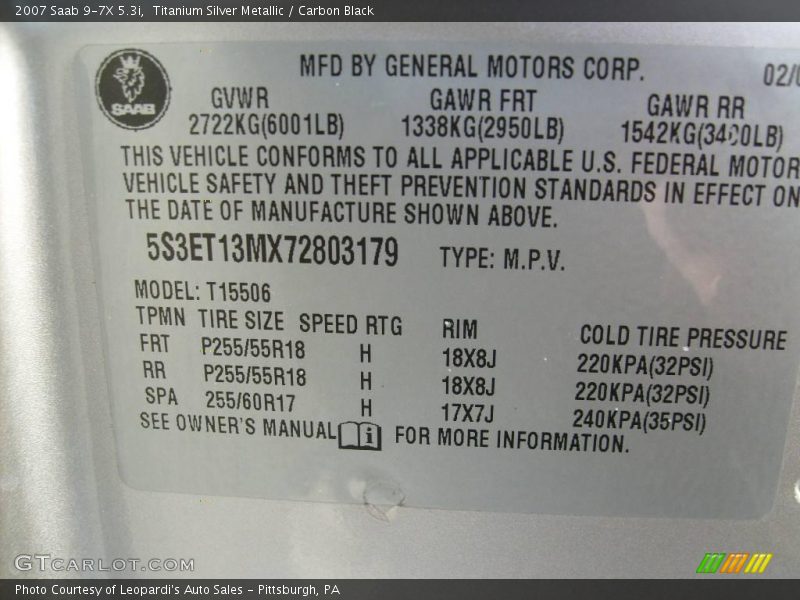 2007 Saab 9-7X 5.3i, Titanium Silver Metallic / Carbon Black
SAAB
MFD BY GENERAL MOTORS CORP.
GVWR GAWR FRT GAWR RR
2722KG(6001LB) 1338KG(2950LB) 1542KG(3400LB)
THIS VEHICLE CONFORMS TO ALL APPLICABLE U.S. FEDERAL MOTOR
VEHICLE SAFETY AND THEFT PREVENTION STANDARDS IN EFFECT ON
THE DATE OF MANUFACTURE SHOWN ABOVE.
5S3ET13MX72803179 TYPE: M.P.V.
MODEL: T15506
TPMN TIRE SIZE SPEED RTG RIM COLD TIRE PRESSURE
FRT P255/55R18 H 18X8J 220KPA(32PSI)
RR P255/55R18 H 18X8J 220KPA(32PSI)
SPA 255/60R17 H 17X7J 240KPA(35PSI)
SEE OWNER'S MANUAL i FOR MORE INFORMATION.
GTCARLOT.COM
Photo Courtesy of Leopardi's Auto Sales - Pittsburgh, PA